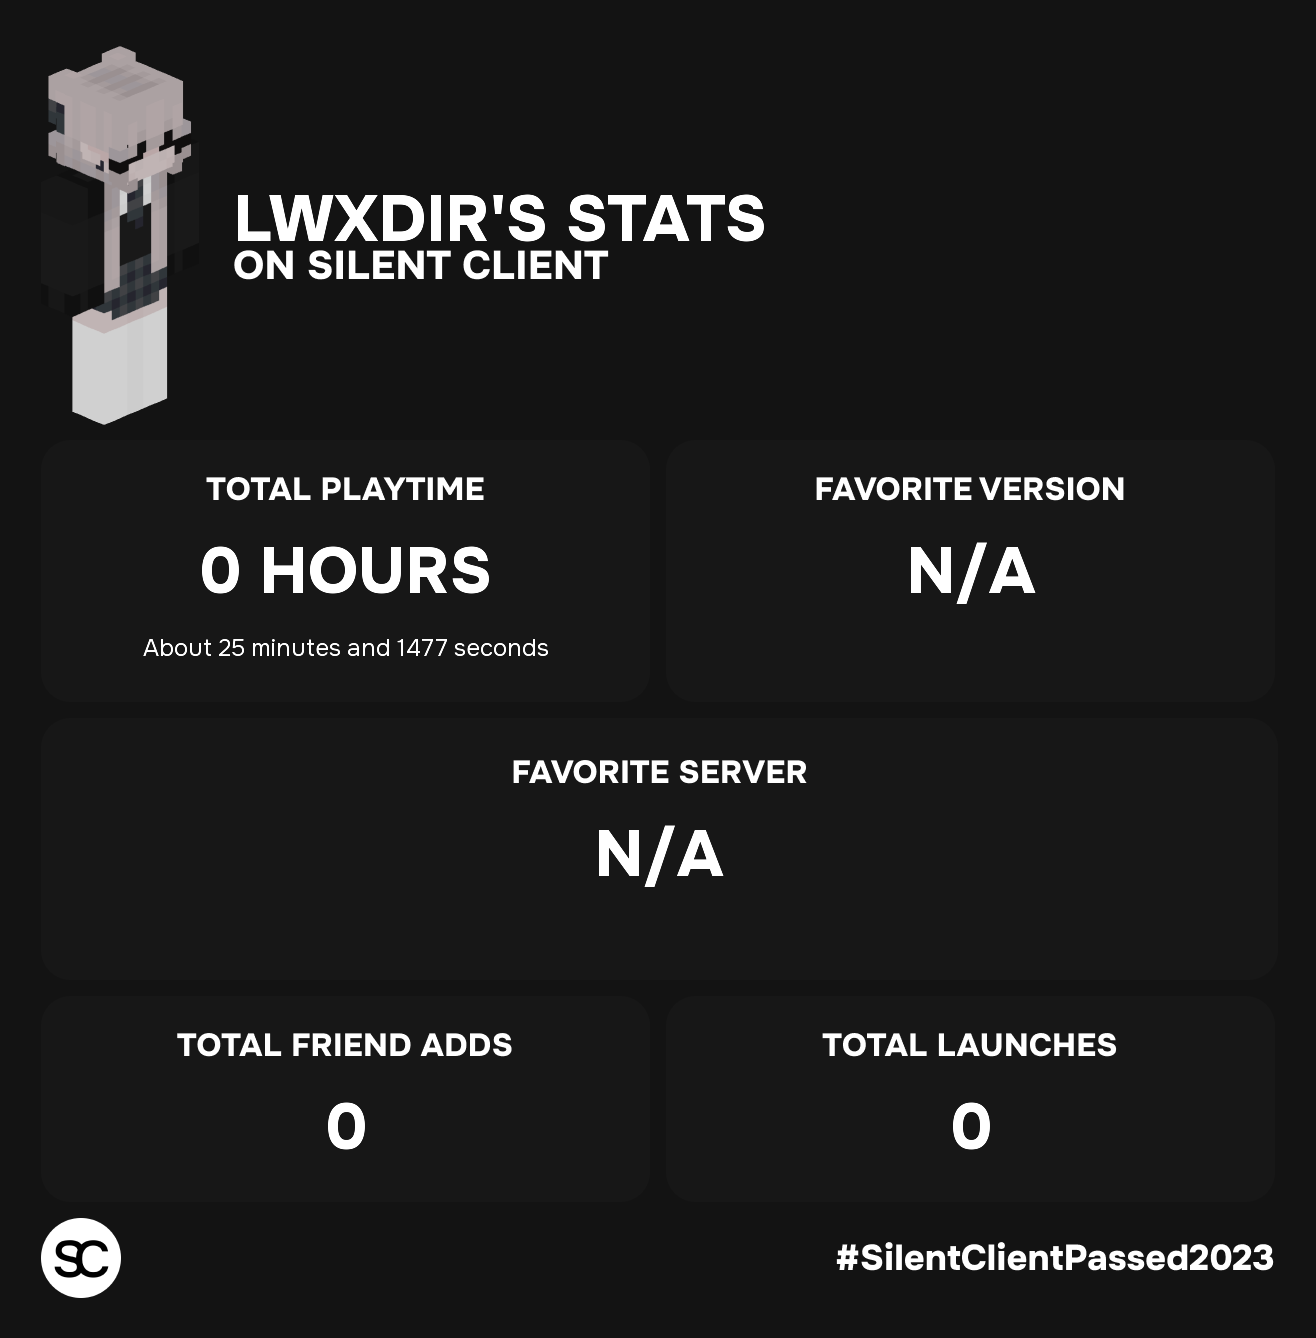 LWXDIR'S STATS
ON SILENT CLIENT
TOTAL PLAYTIME
0 HOURS
About 25 minutes and 1477 seconds
FAVORITE VERSION
N/A
FAVORITE SERVER
N/A
TOTAL FRIEND ADDS
0
TOTAL LAUNCHES
0
SC
#SilentClientPassed2023